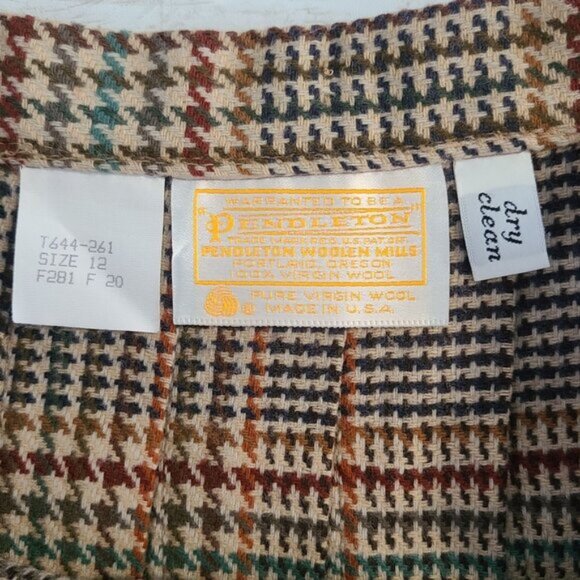 T644-261
SIZE 12
F281 F 20
WARRANTED TO BE A
"PENDLETON"
TRADE MARK REG. U.S. PAT. OFF.
PENDLETON WOOLEN MILLS
PORTLAND, OREGON
100% VIRGIN WOOL
PURE VIRGIN WOOL
® MADE IN U.S.A.
dry
clean